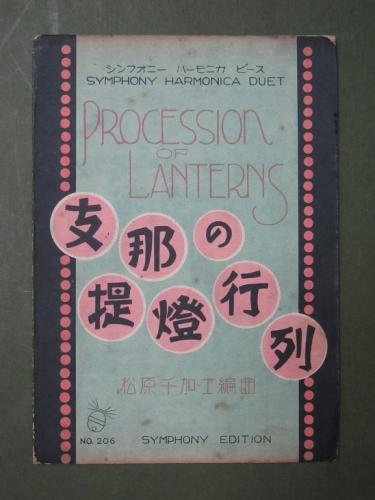 シンフオニー ハーモニカ ピース
SYMPHONY HARMONICA DUET
PROCESSION
OF
LANTERNS
支那の
提燈行列
松原千加士編曲
NO. 206 SYMPHONY EDITION